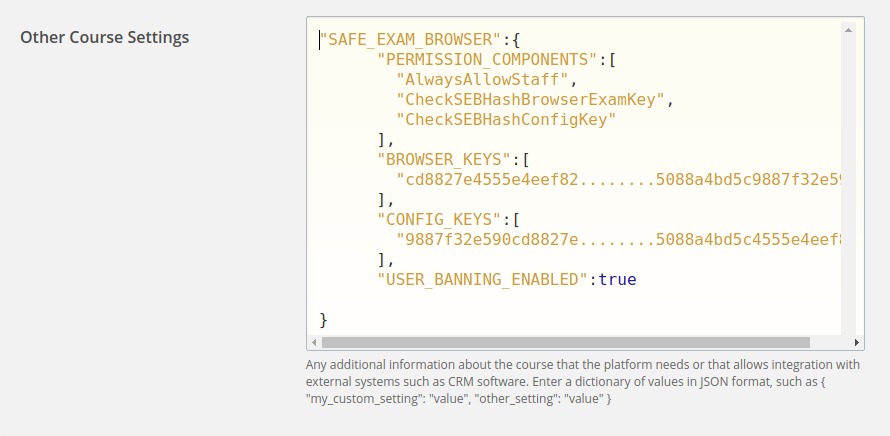 Other Course Settings
"SAFE_EXAM_BROWSER":{
"PERMISSION_COMPONENTS":[
"AlwaysAllowStaff",
"CheckSEBHashBrowserExamKey",
"CheckSEBHashConfigKey"
],
"BROWSER_KEYS":[
"cd8827e4555e4eef82........5088a4bd5c9887f32e59
],
"CONFIG_KEYS":[
"9887f32e590cd8827e........5088a4bd5c4555e4eef8
],
"USER_BANNING_ENABLED":true
}
Any additional information about the course that the platform needs or that allows integration with
external systems such as CRM software. Enter a dictionary of values in JSON format, such as {
"my_custom_setting": "value", "other_setting": "value" }